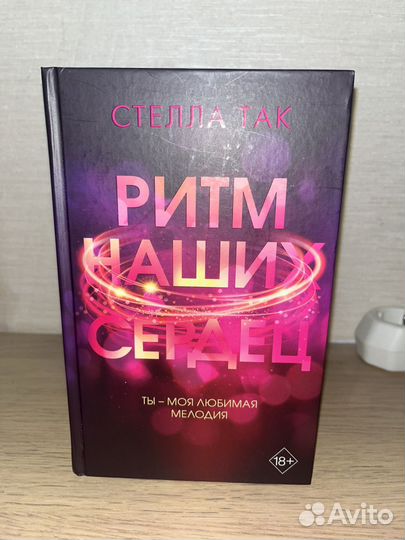 СТЕЛЛА ТАК
РИТМ
НАШИХ
СЕРДЕЦ
ТЫ – МОЯ ЛЮБИМАЯ
МЕЛОДИЯ
18+
Avito